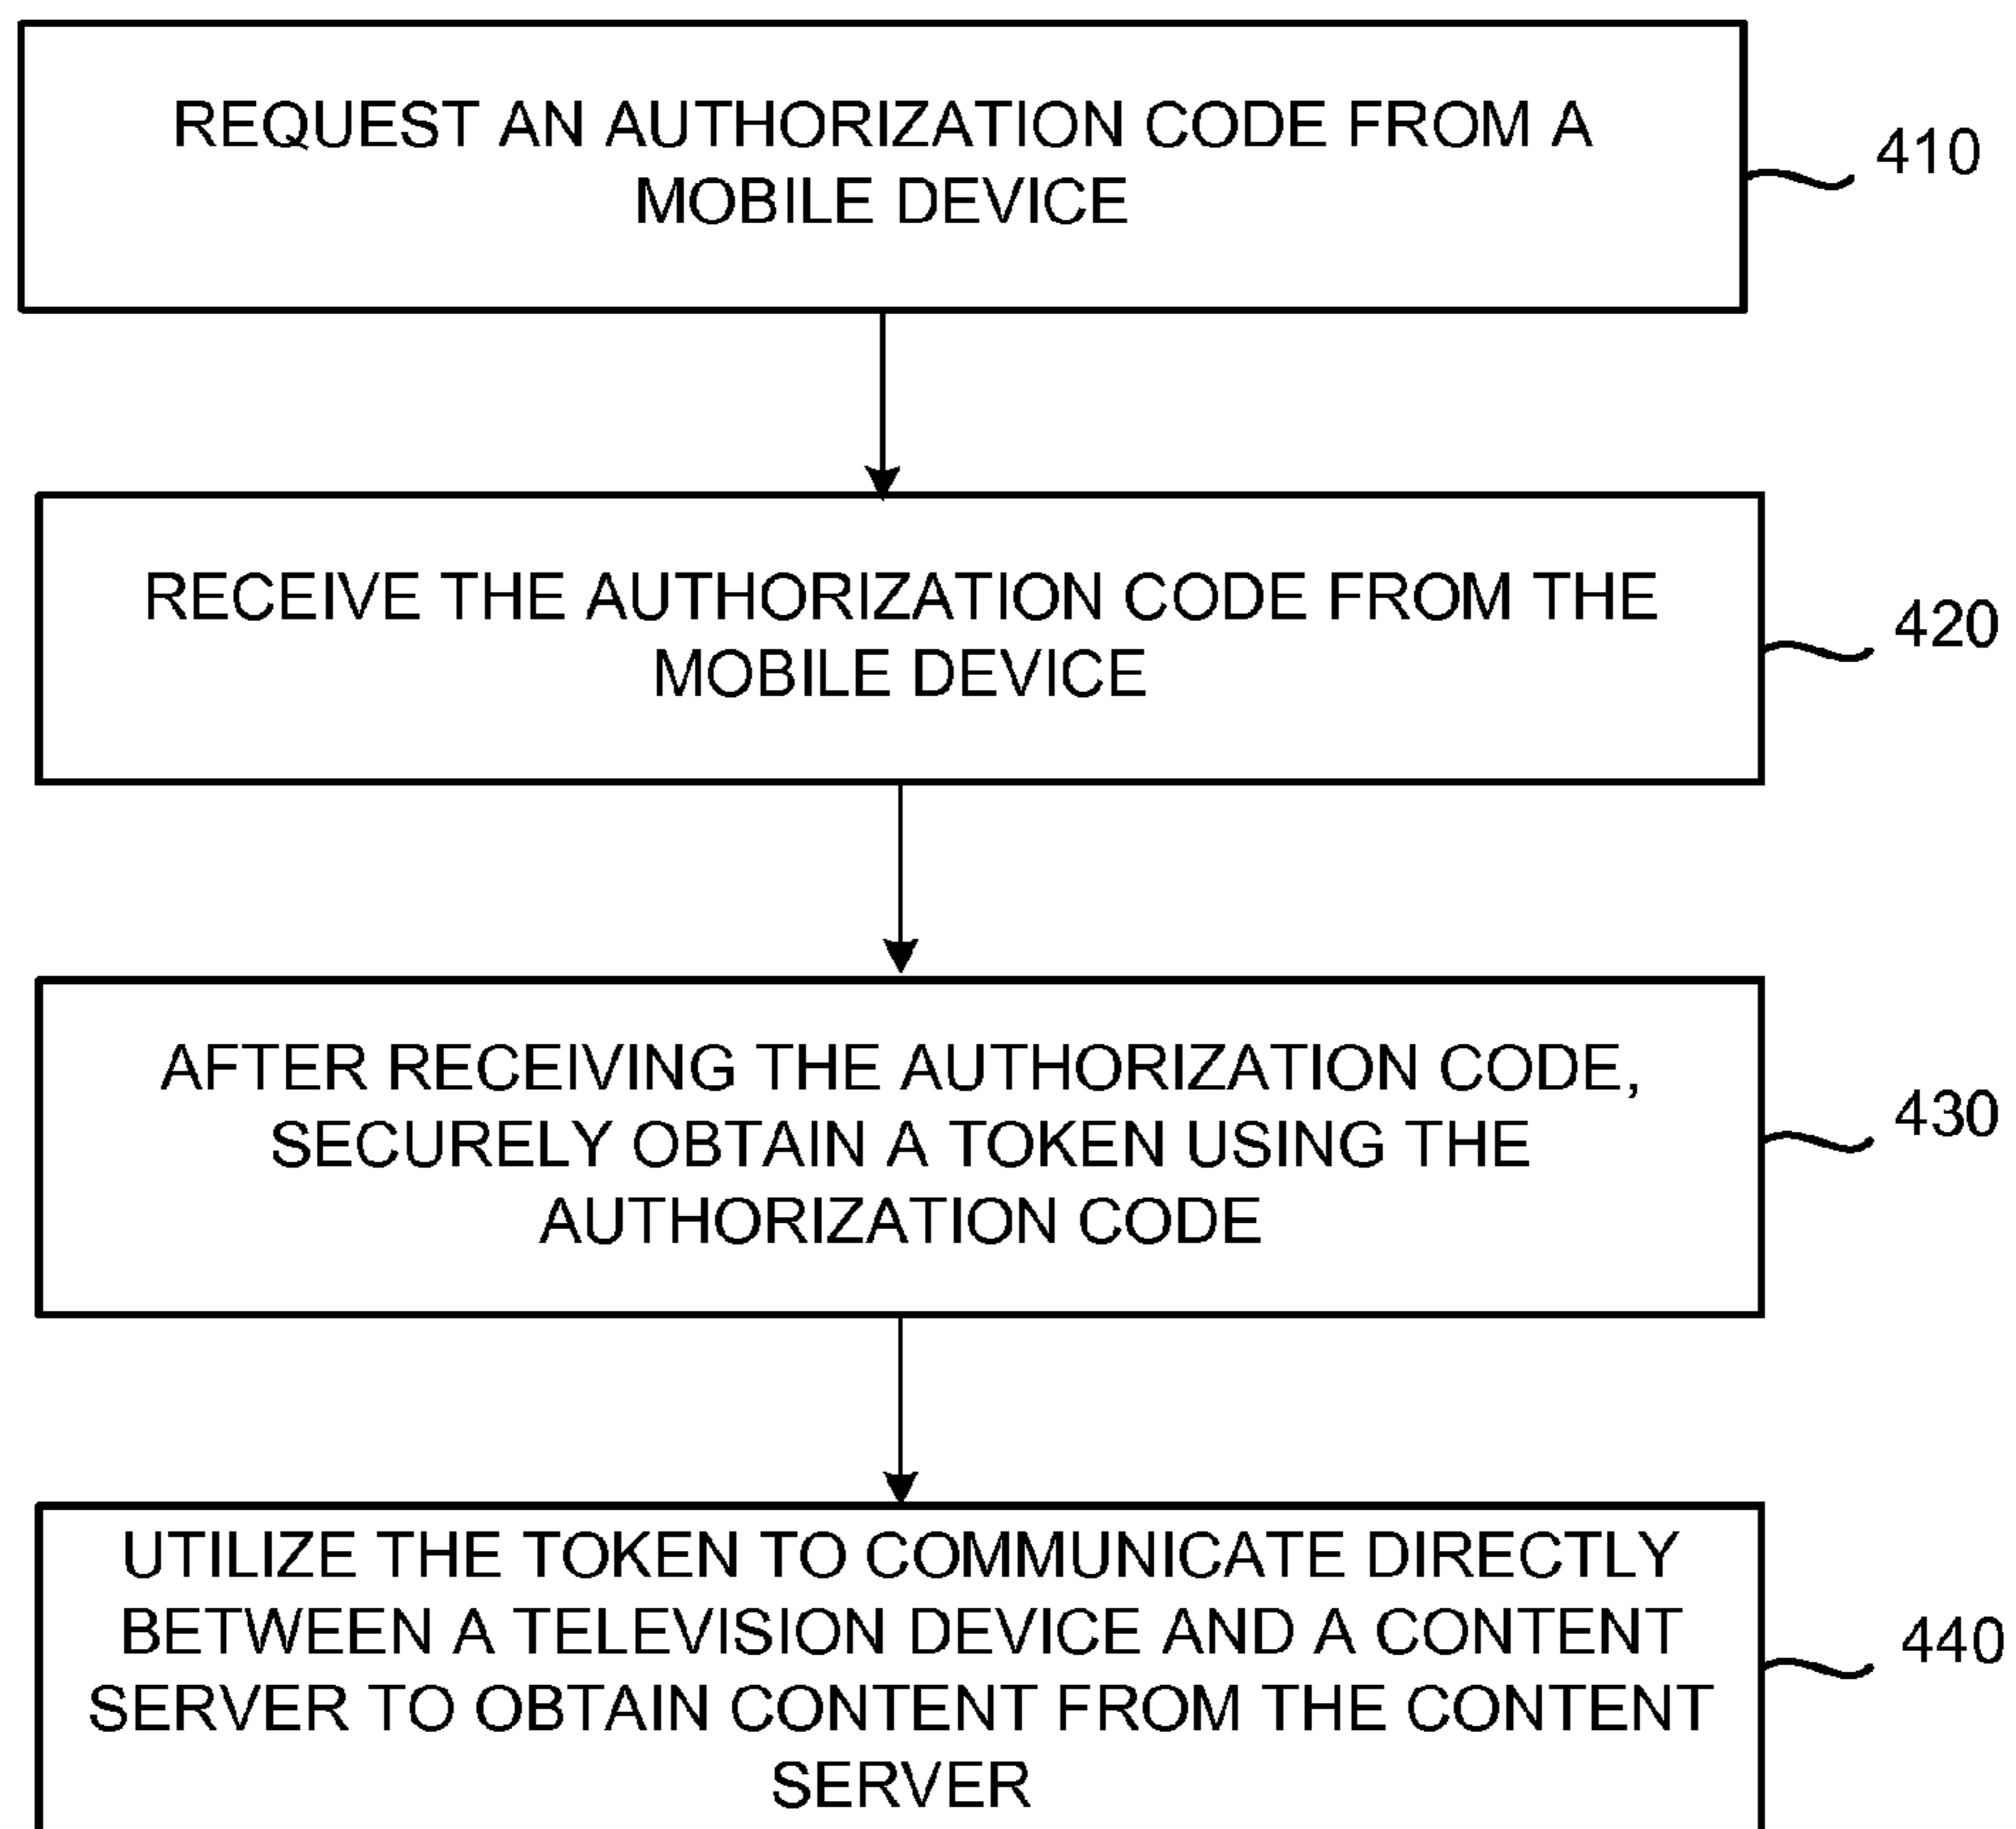 REQUEST AN AUTHORIZATION CODE FROM A
MOBILE DEVICE
410
RECEIVE THE AUTHORIZATION CODE FROM THE
MOBILE DEVICE
420
AFTER RECEIVING THE AUTHORIZATION CODE,
SECURELY OBTAIN A TOKEN USING THE
AUTHORIZATION CODE
430
UTILIZE THE TOKEN TO COMMUNICATE DIRECTLY
BETWEEN A TELEVISION DEVICE AND A CONTENT
SERVER TO OBTAIN CONTENT FROM THE CONTENT
SERVER
440